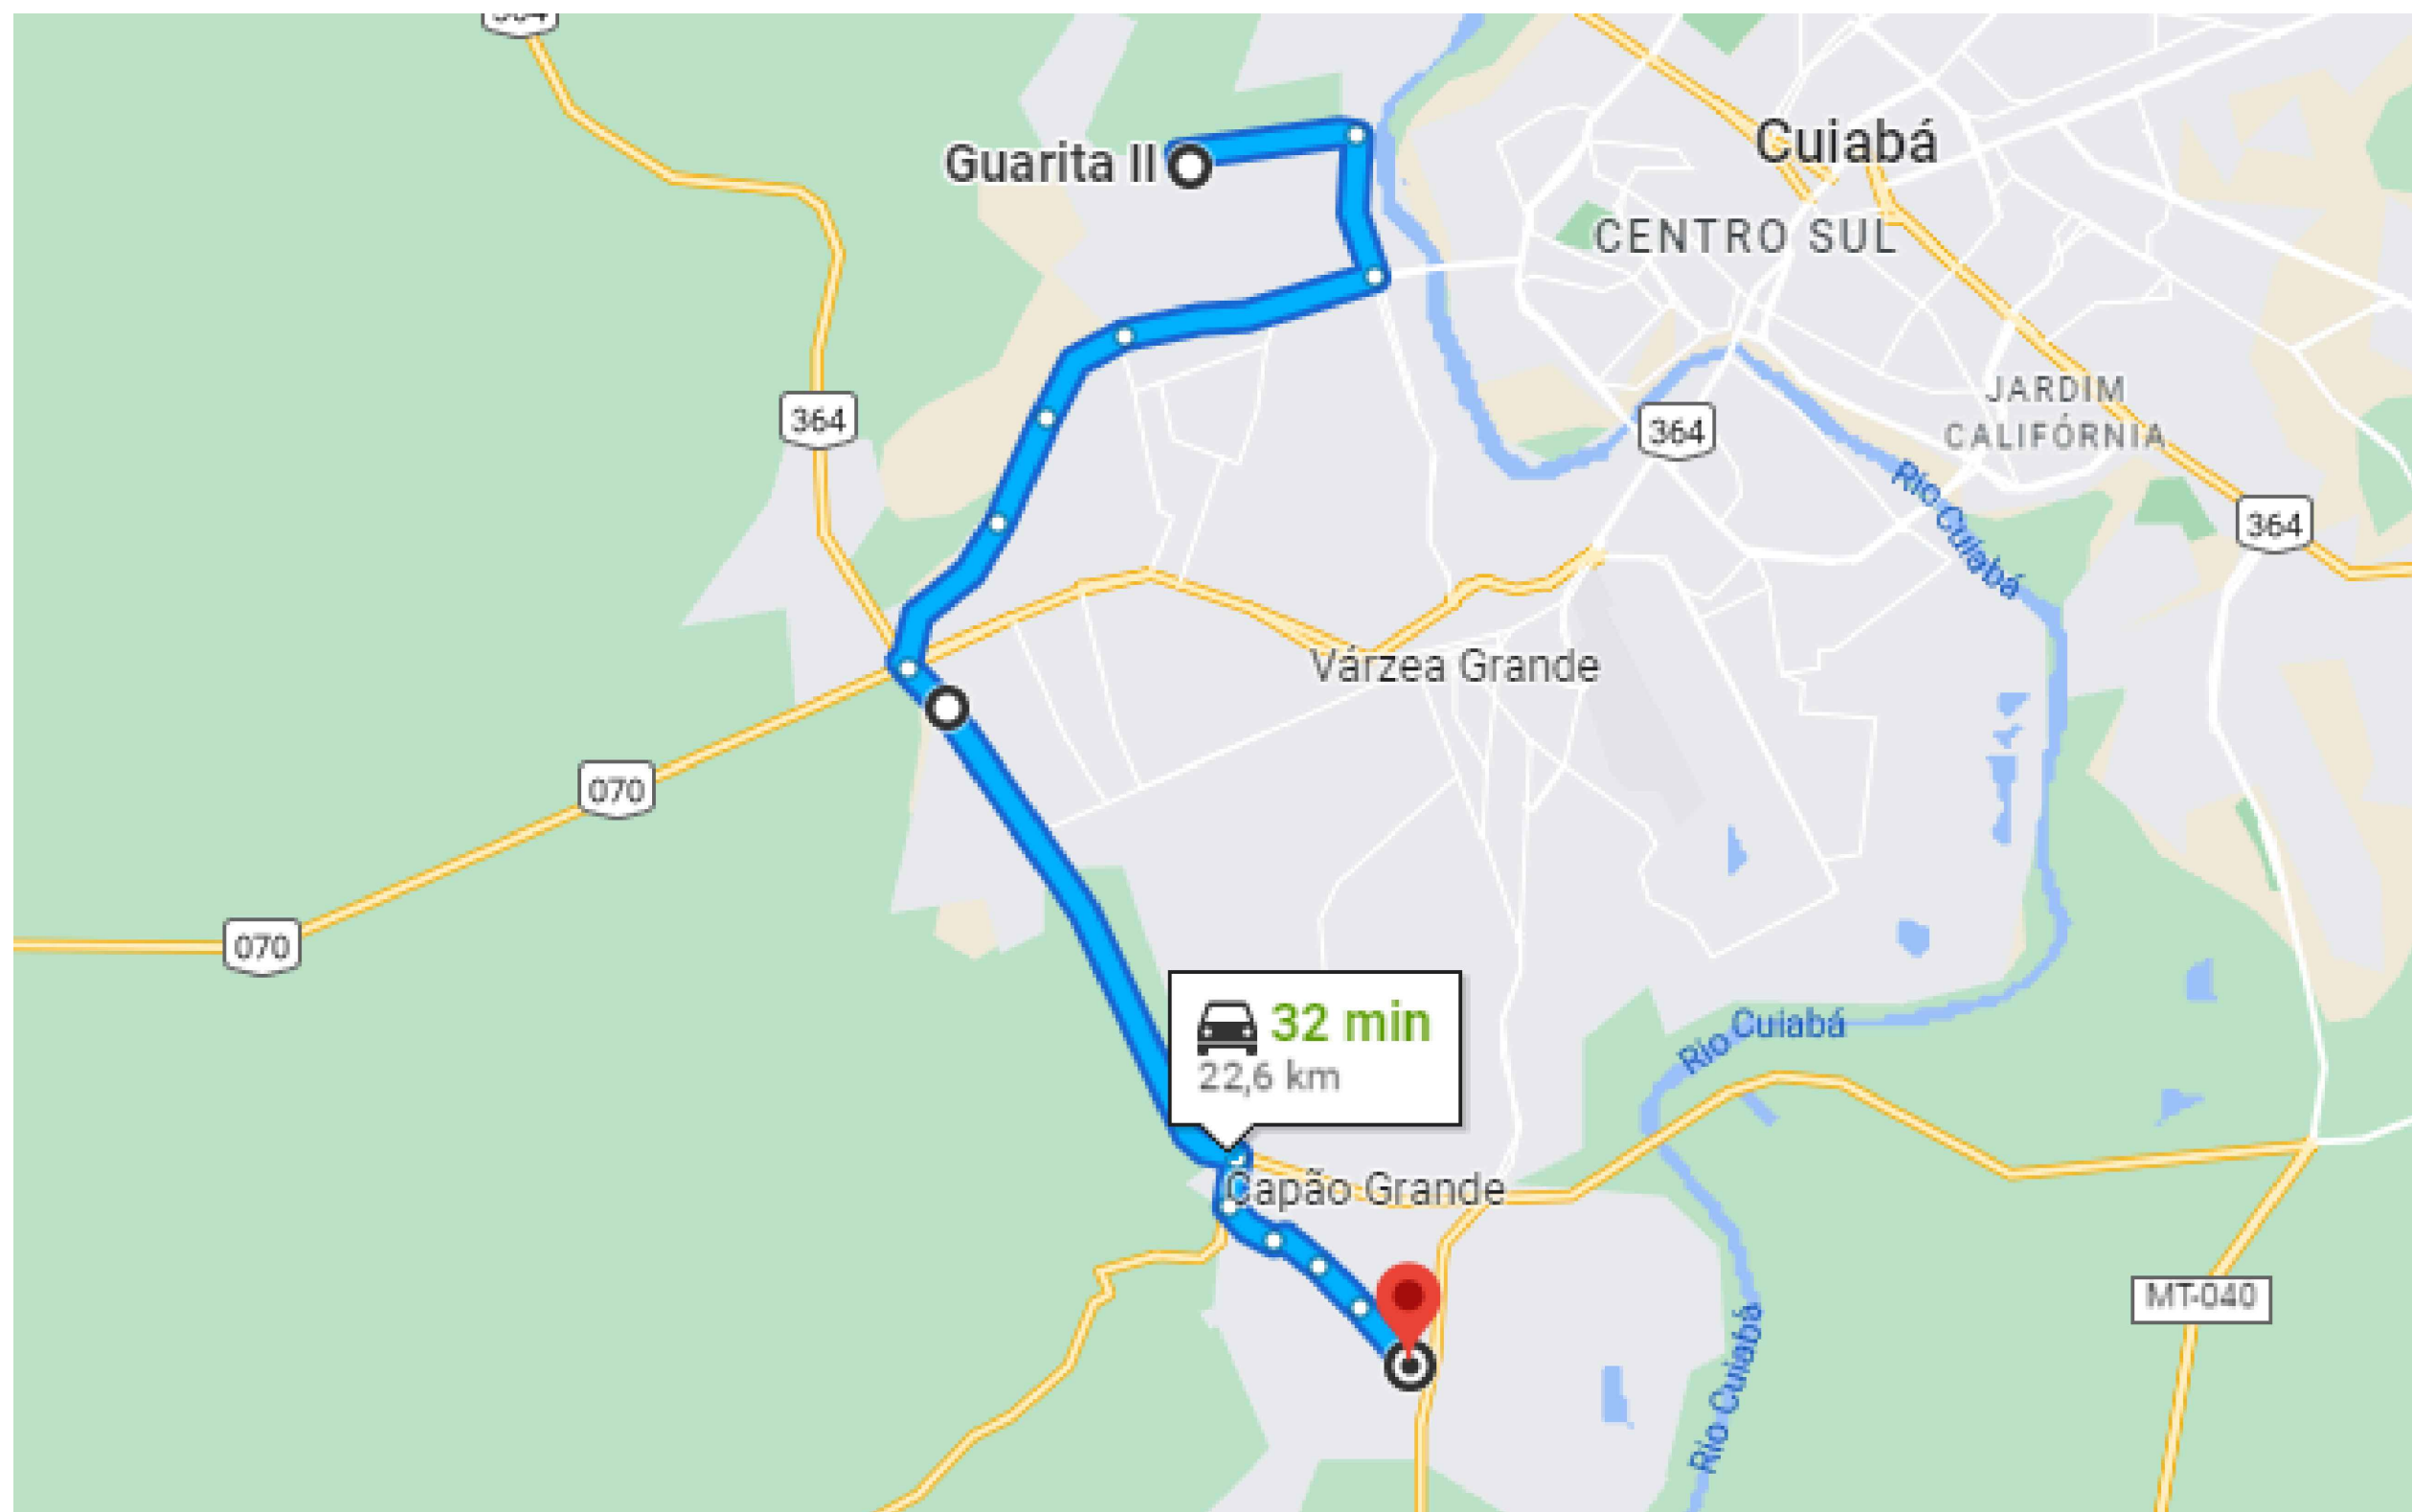 Guarita II
Cuiabá
CENTRO SUL
JARDIM
CALIFÓRNIA
364
364
364
Rio Cuiabá
Várzea Grande
070
070
32 min
22,6 km
Rio Cuiabá
Capão Grande
MT-040
Rio Cuiabá